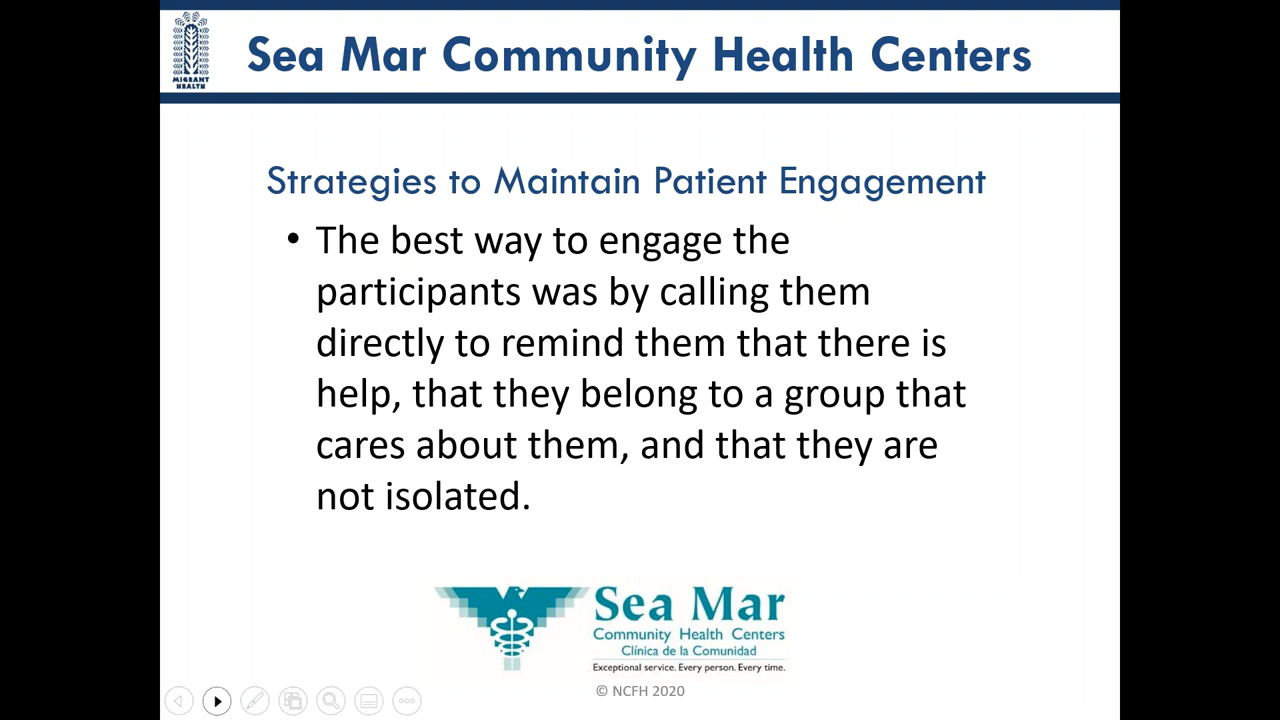 MIGRANT
HEALTH
Sea Mar Community Health Centers
Strategies to Maintain Patient Engagement
• The best way to engage the
participants was by calling them
directly to remind them that there is
help, that they belong to a group that
cares about them, and that they are
not isolated.
Sea Mar
Community Health Centers
Clínica de la Comunidad
Exceptional service. Every person. Every time.
© NCFH 2020